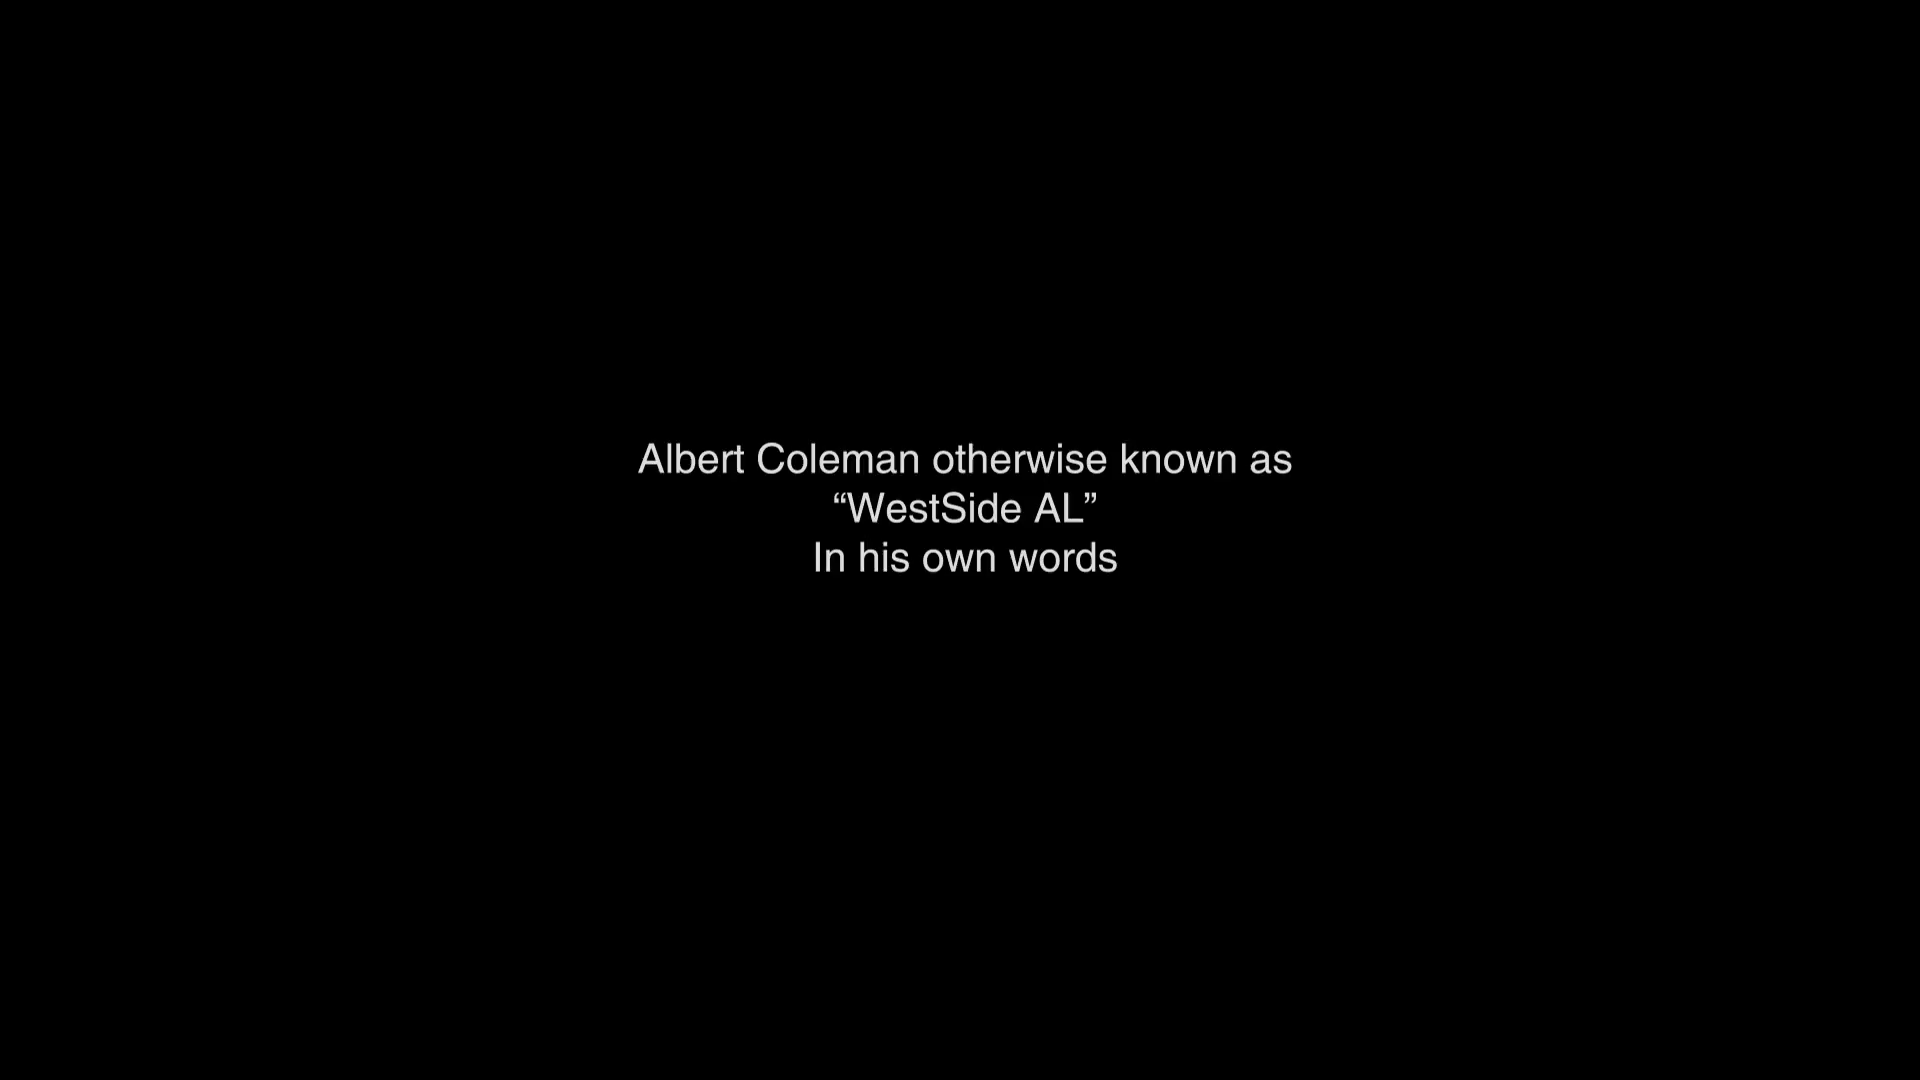 Albert Coleman otherwise known as
“WestSide AL”
In his own words